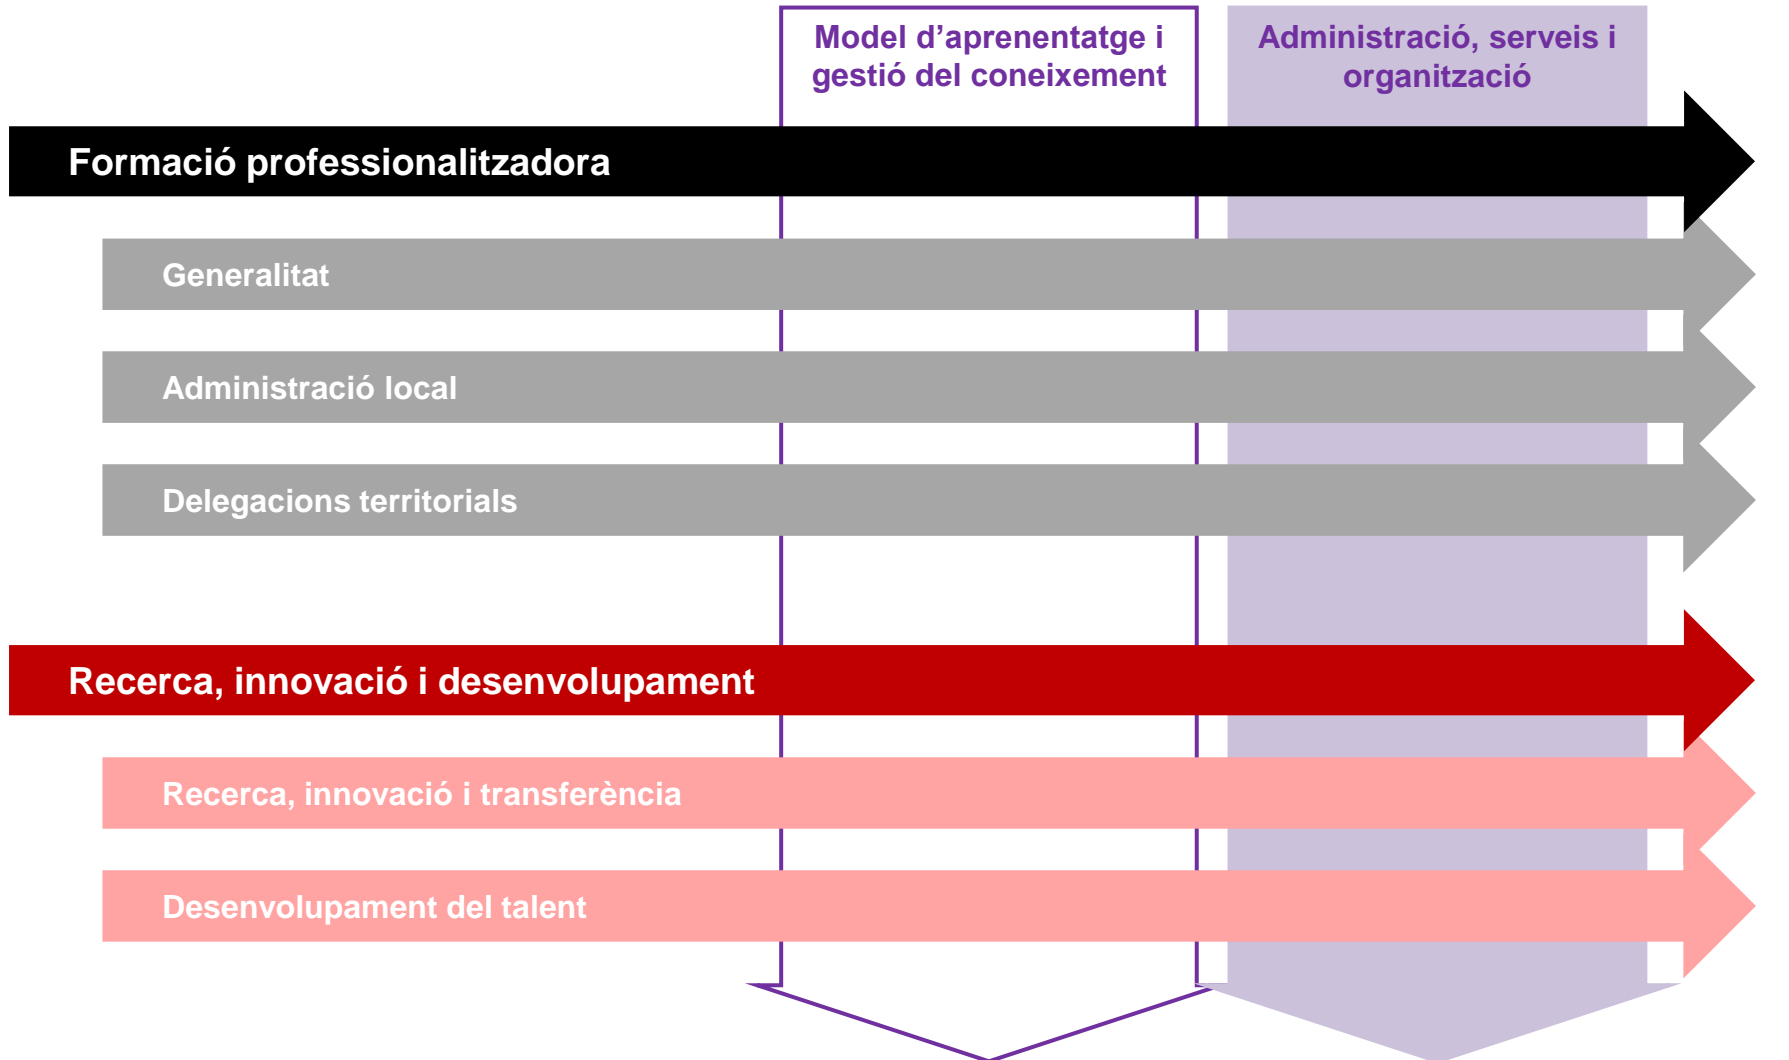 Model d’aprenentatge i
gestió del coneixement
Administració, serveis i
organització
Formació professionalitzadora
Generalitat
Administració local
Delegacions territorials
Recerca, innovació i desenvolupament
Recerca, innovació i transferència
Desenvolupament del talent